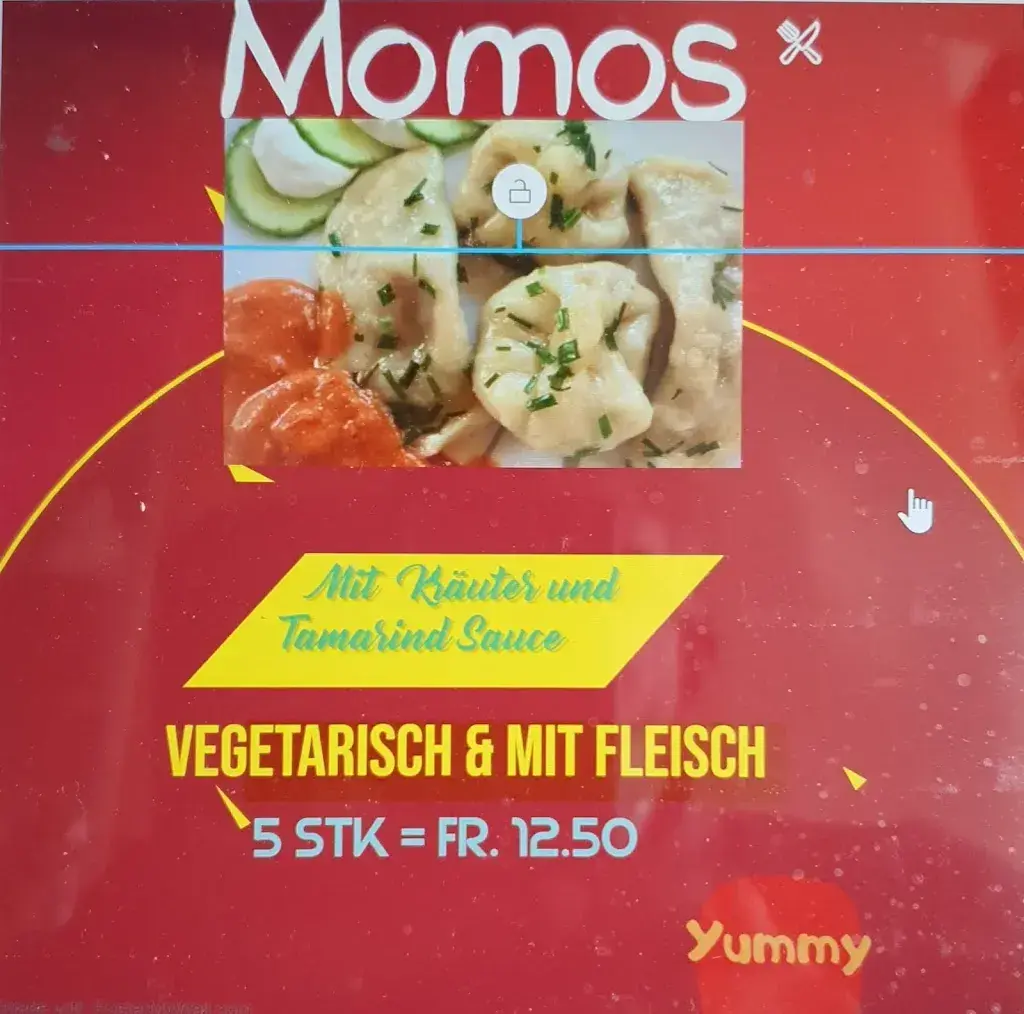 Momos
Mit Kräuter und
Tamarind Sauce
VEGETARISCH & MIT FLEISCH
5 STK = FR. 12.50
Yummy